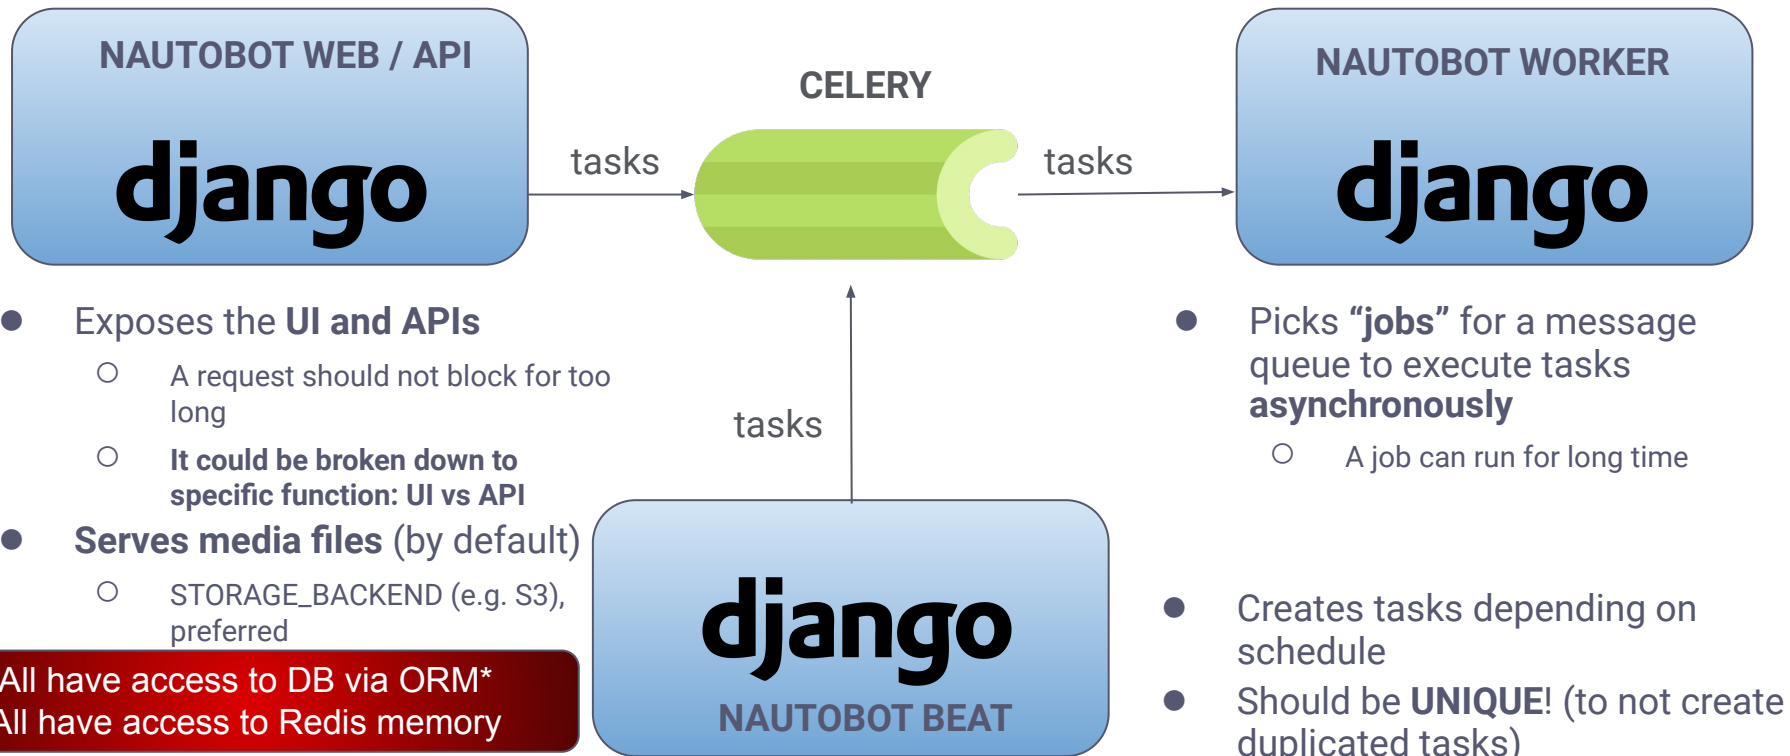 NAUTOBOT WEB / API
django
tasks
CELERY
tasks
NAUTOBOT WORKER
django
Exposes the UI and APIs
A request should not block for too
long
It could be broken down to
specific function: UI vs API
Serves media files (by default)
STORAGE_BACKEND (e.g. S3),
preferred
All have access to DB via ORM*
All have access to Redis memory
tasks
django
NAUTOBOT BEAT
Picks “jobs” for a message
queue to execute tasks
asynchronously
A job can run for long time
Creates tasks depending on
schedule
Should be UNIQUE! (to not create
duplicated tasks)